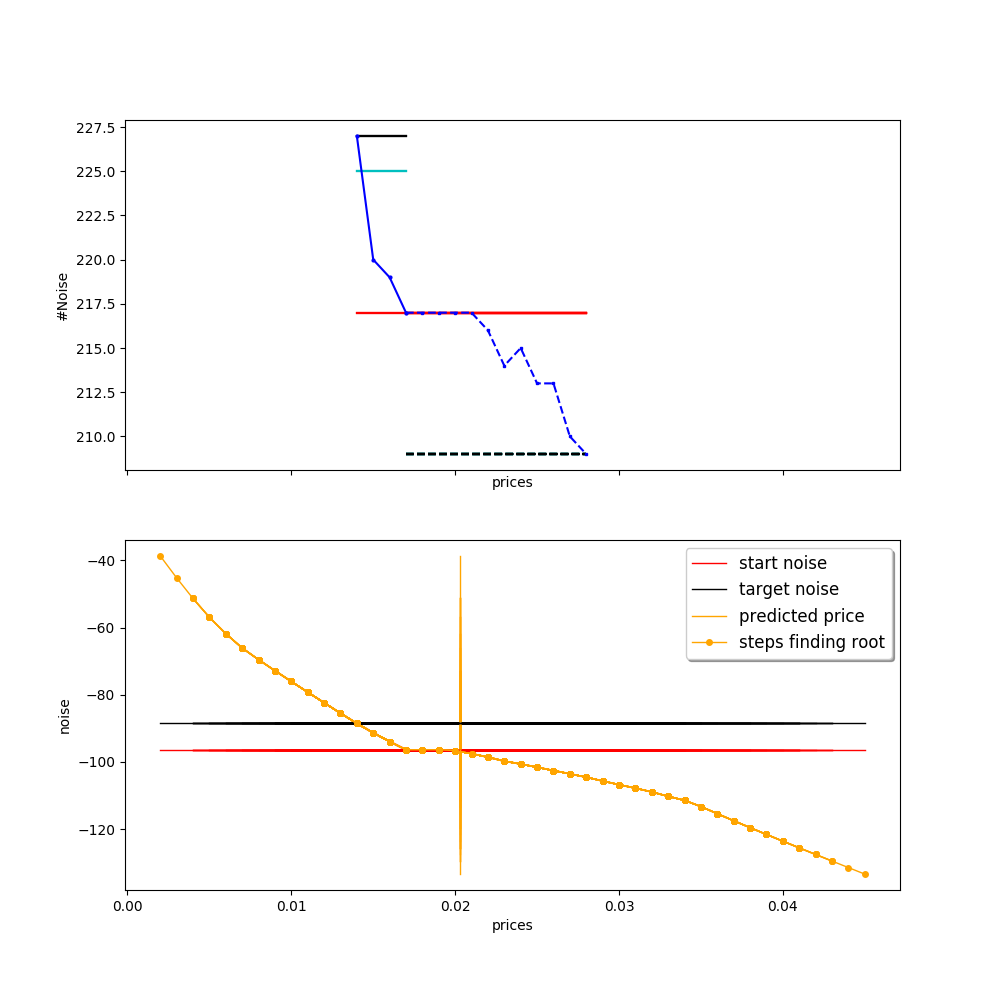 227.5
225.0
222.5
220.0
217.5
215.0
212.5
210.0
#Noise
prices
−40
−60
−80
−100
−120
noise
start noise
target noise
predicted price
steps finding root
0.00 0.01 0.02 0.03 0.04
prices